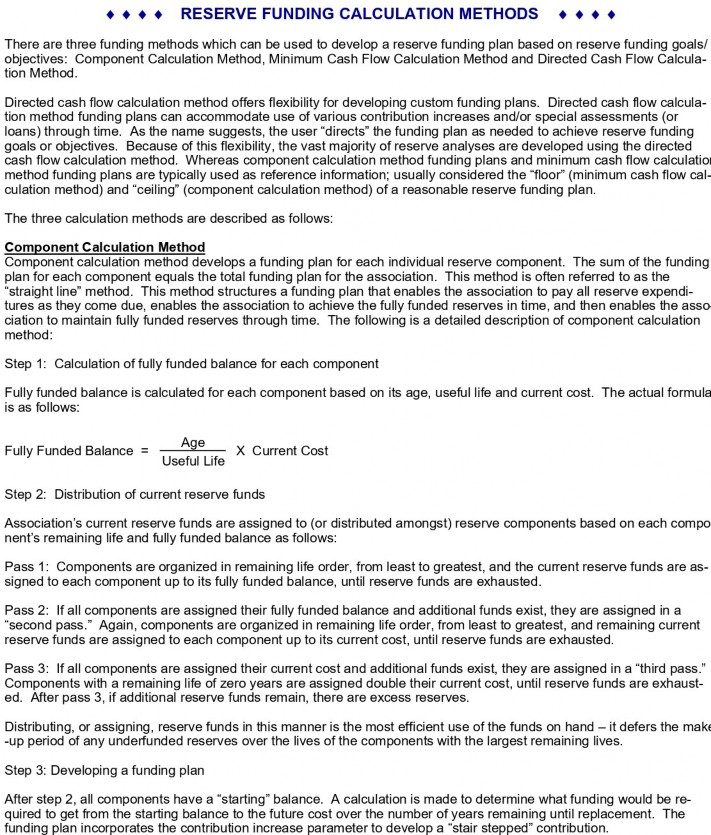 ♦ ♦ ♦ ♦ RESERVE FUNDING CALCULATION METHODS ♦ ♦ ♦ ♦
There are three funding methods which can be used to develop a reserve funding plan based on reserve funding goals/
objectives: Component Calculation Method, Minimum Cash Flow Calculation Method and Directed Cash Flow Calcula-
tion Method.
Directed cash flow calculation method offers flexibility for developing custom funding plans. Directed cash flow calcula-
tion method funding plans can accommodate use of various contribution increases and/or special assessments (or
loans) through time. As the name suggests, the user “directs” the funding plan as needed to achieve reserve funding
goals or objectives. Because of this flexibility, the vast majority of reserve analyses are developed using the directed
cash flow calculation method. Whereas component calculation method funding plans and minimum cash flow calculation
method funding plans are typically used as reference information; usually considered the “floor” (minimum cash flow cal-
culation method) and “ceiling” (component calculation method) of a reasonable reserve funding plan.
The three calculation methods are described as follows:
Component Calculation Method
Component calculation method develops a funding plan for each individual reserve component. The sum of the funding
plan for each component equals the total funding plan for the association. This method is often referred to as the
“straight line” method. This method structures a funding plan that enables the association to pay all reserve expendi-
tures as they come due, enables the association to achieve the fully funded reserves in time, and then enables the asso-
ciation to maintain fully funded reserves through time. The following is a detailed description of component calculation
method:
Step 1: Calculation of fully funded balance for each component
Fully funded balance is calculated for each component based on its age, useful life and current cost. The actual formula
is as follows:
Fully Funded Balance = Age
Useful Life X Current Cost
Step 2: Distribution of current reserve funds
Association’s current reserve funds are assigned to (or distributed amongst) reserve components based on each compo
nent’s remaining life and fully funded balance as follows:
Pass 1: Components are organized in remaining life order, from least to greatest, and the current reserve funds are as-
signed to each component up to its fully funded balance, until reserve funds are exhausted.
Pass 2: If all components are assigned their fully funded balance and additional funds exist, they are assigned in a
“second pass.” Again, components are organized in remaining life order, from least to greatest, and remaining current
reserve funds are assigned to each component up to its current cost, until reserve funds are exhausted.
Pass 3: If all components are assigned their current cost and additional funds exist, they are assigned in a “third pass.”
Components with a remaining life of zero years are assigned double their current cost, until reserve funds are exhaust-
ed. After pass 3, if additional reserve funds remain, there are excess reserves.
Distributing, or assigning, reserve funds in this manner is the most efficient use of the funds on hand – it defers the make
-up period of any underfunded reserves over the lives of the components with the largest remaining lives.
Step 3: Developing a funding plan
After step 2, all components have a “starting” balance. A calculation is made to determine what funding would be re-
quired to get from the starting balance to the future cost over the number of years remaining until replacement. The
funding plan incorporates the contribution increase parameter to develop a “stair stepped” contribution.